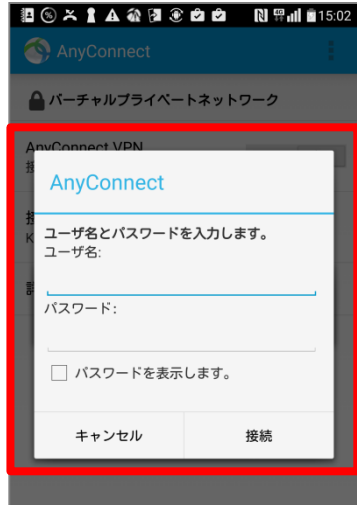 15:02
AnyConnect
バーチャルプライベートネットワーク
AnyConnect VPN
AnyConnect
ユーザ名とパスワードを入力します。
ユーザ名:
パスワード:
パスワードを表示します。
キャンセル
接続